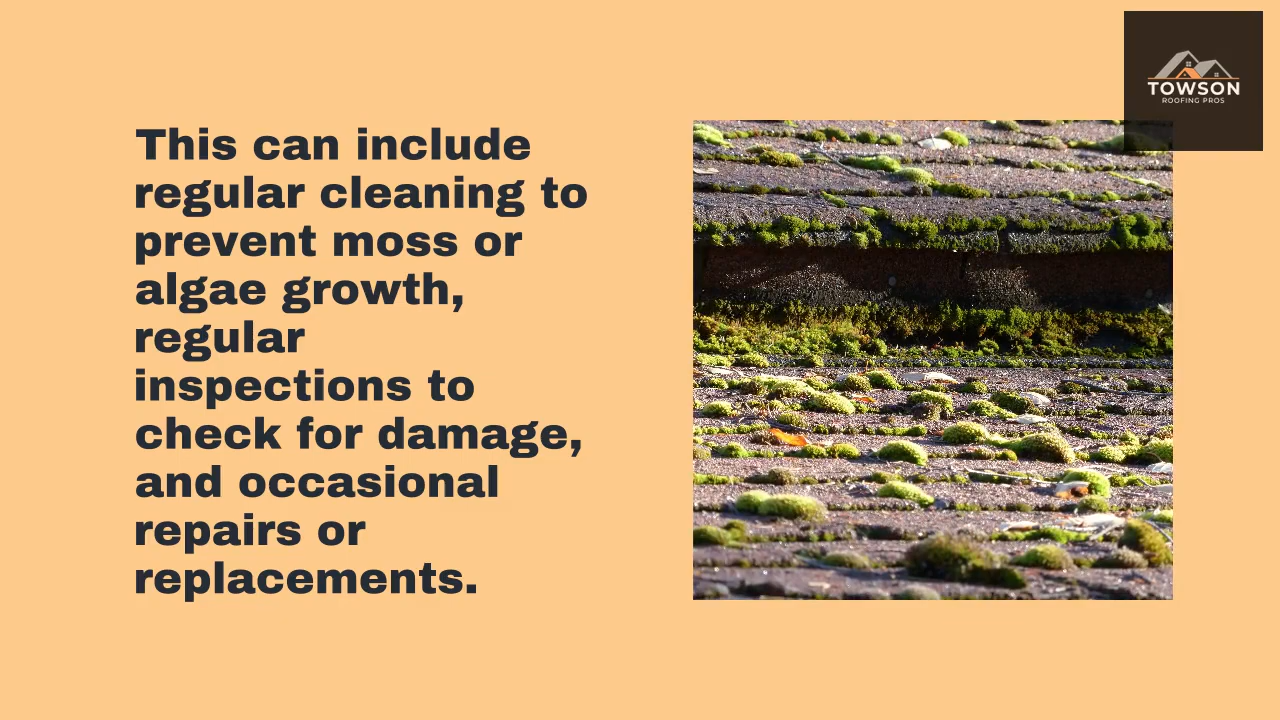 TOWSON
ROOFING PROS
This can include
regular cleaning to
prevent moss or
algae growth,
regular
inspections to
check for damage,
and occasional
repairs or
replacements.